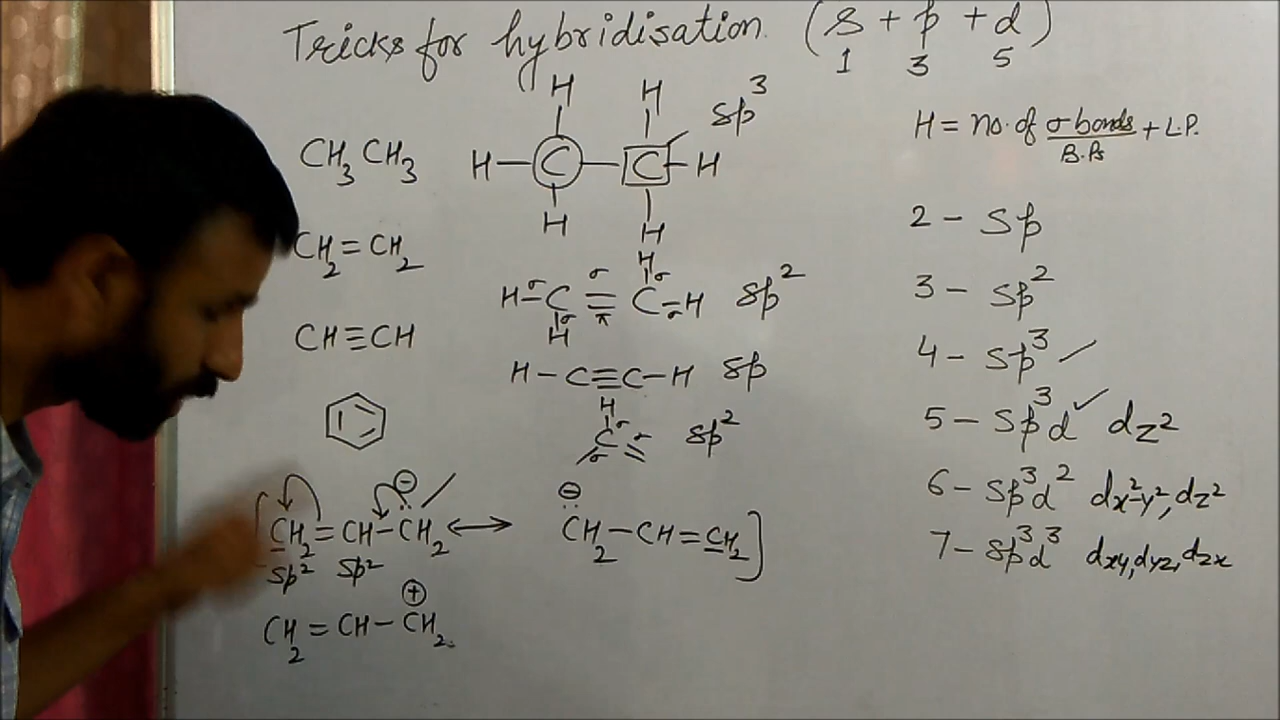 Tricks for hybridisation. (s + p + d)
1 3 5
H = no. of σ bonds + L.P.
B.Ps
CH3 CH3
H H
H–C–C–H sp³
H H
CH2=CH2
H
H–C=C–H sp²
H
σ σ σ σ σ π
CH≡CH
H–C≡C–H sp
H
C sp²
σ σ σ
[CH2=CH–C̈H2 ⊖ ⟷ ⊖ C̈H2–CH=CH2]
sp² sp²
CH2=CH–CH2 ⊕
2 – sp
3 – sp²
4 – sp³
5 – sp³d ✓ dz²
6 – sp³d² dx²-y², dz²
7 – sp³d³ dxy, dyz, dzx